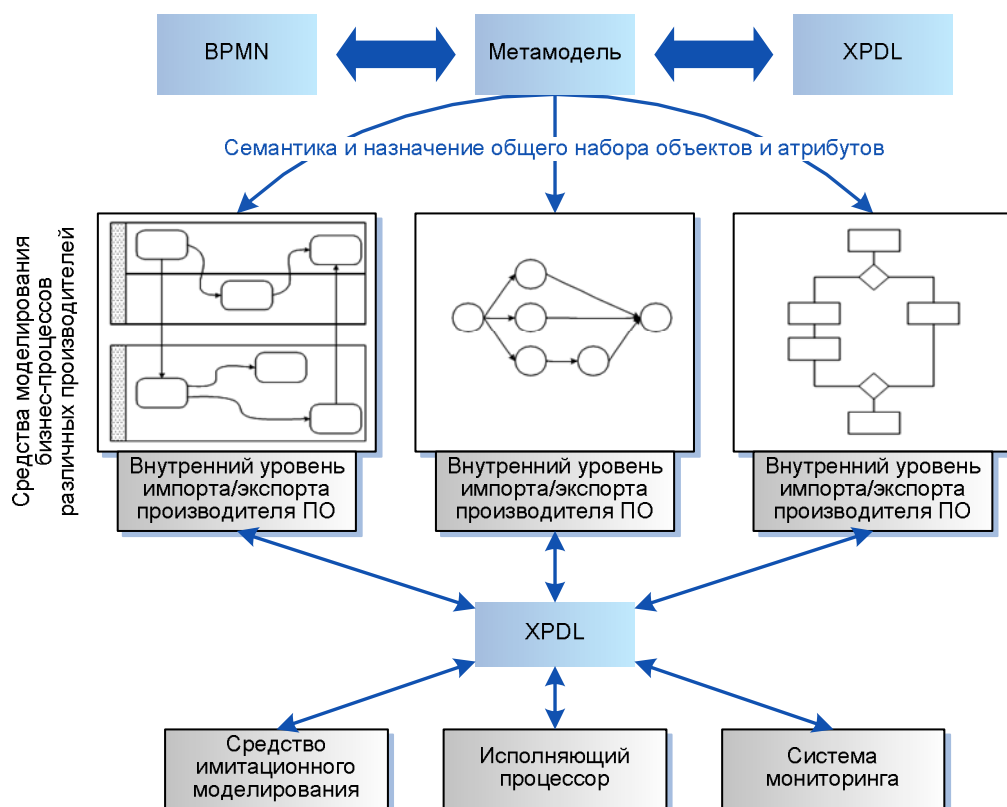 BPMN
Метамодель
XPDL
Семантика и назначение общего набора объектов и атрибутов
Средства моделирования
бизнес-процессов
различных производителей
Внутренний уровень
импорта/экспорта
производителя ПО
Внутренний уровень
импорта/экспорта
производителя ПО
Внутренний уровень
импорта/экспорта
производителя ПО
XPDL
Средство
имитационного
моделирования
Исполняющий
процессор
Система
мониторинга